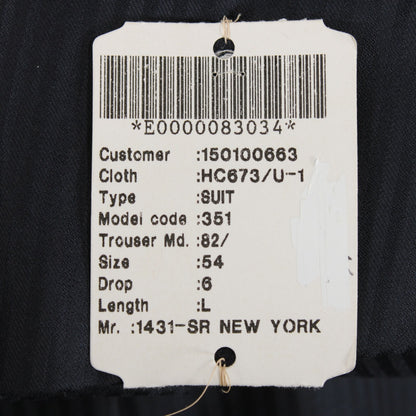 *E0000083034*
Customer :150100663
Cloth :HC673/U-1
Type :SUIT
Model code :351
Trouser Md. :82/
Size :54
Drop :6
Length :L
Mr. :1431-SR NEW YORK